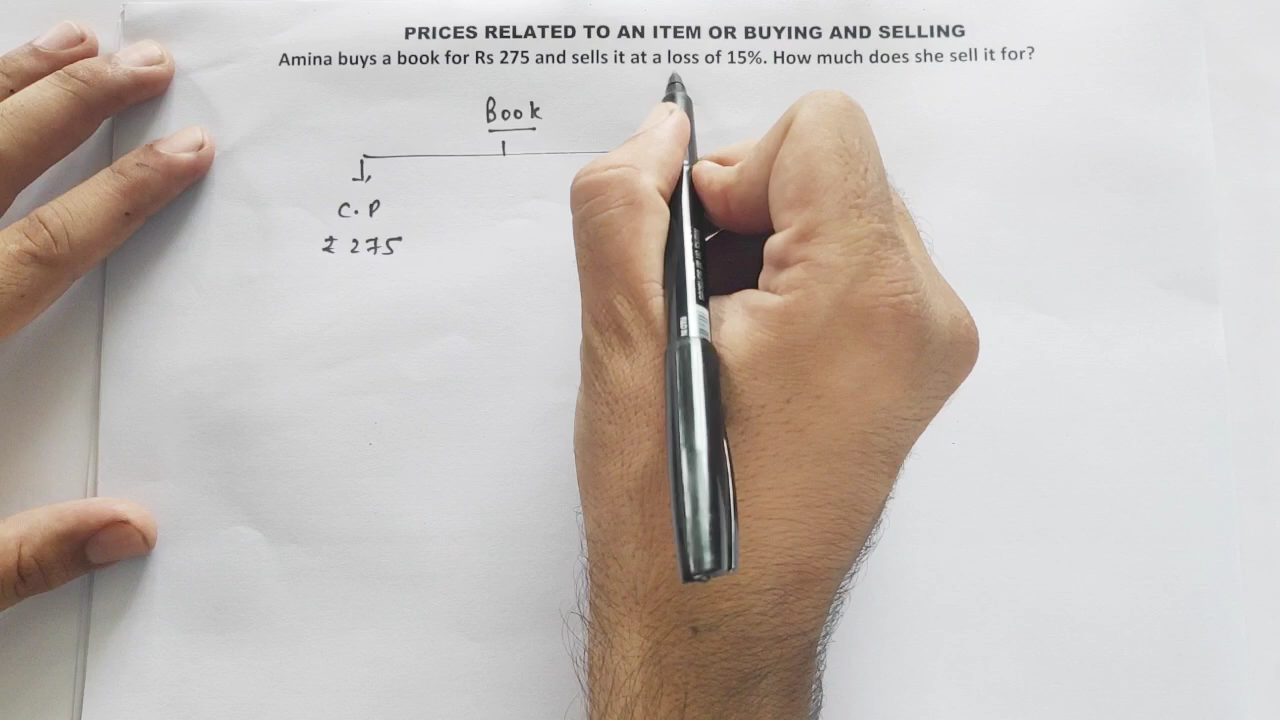 PRICES RELATED TO AN ITEM OR BUYING AND SELLING
Amina buys a book for Rs 275 and sells it at a loss of 15%. How much does she sell it for?
Book
C.P
₹ 275